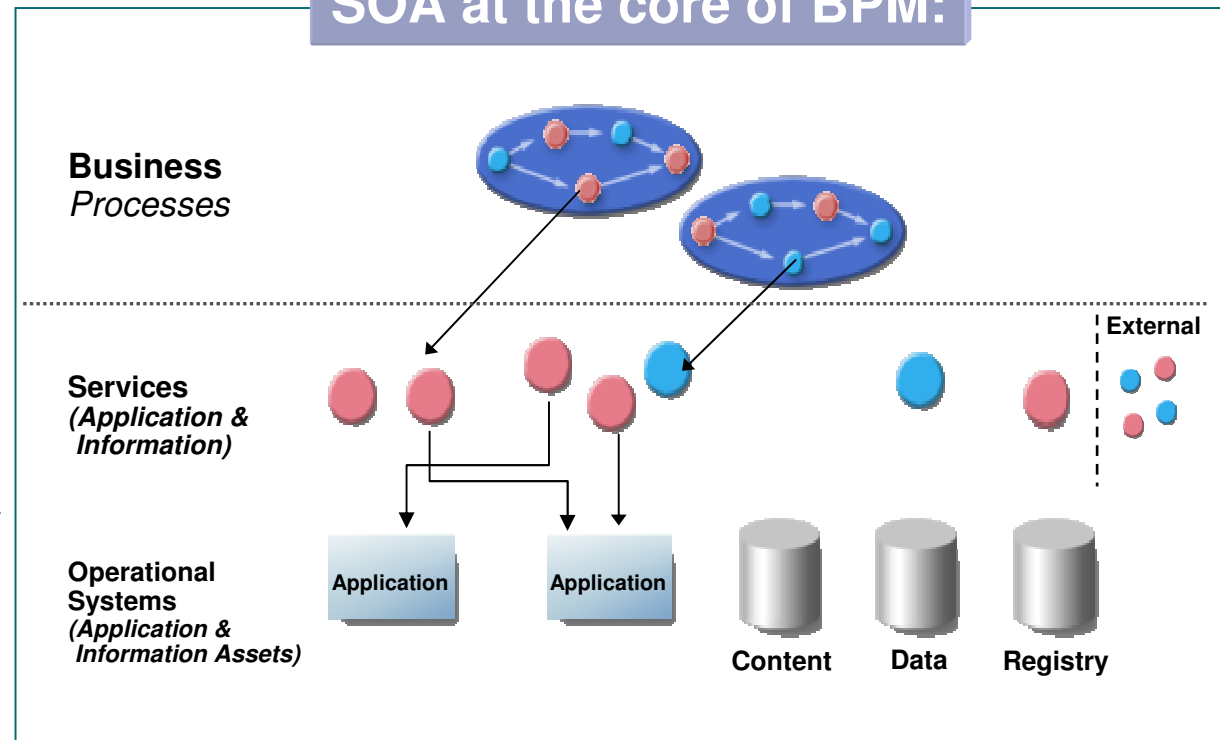 SOA at the core of BPM:
Business
Processes
External
Services
(Application &
Information)
Operational
Systems
(Application &
Information Assets)
Application
Application
Content
Data
Registry